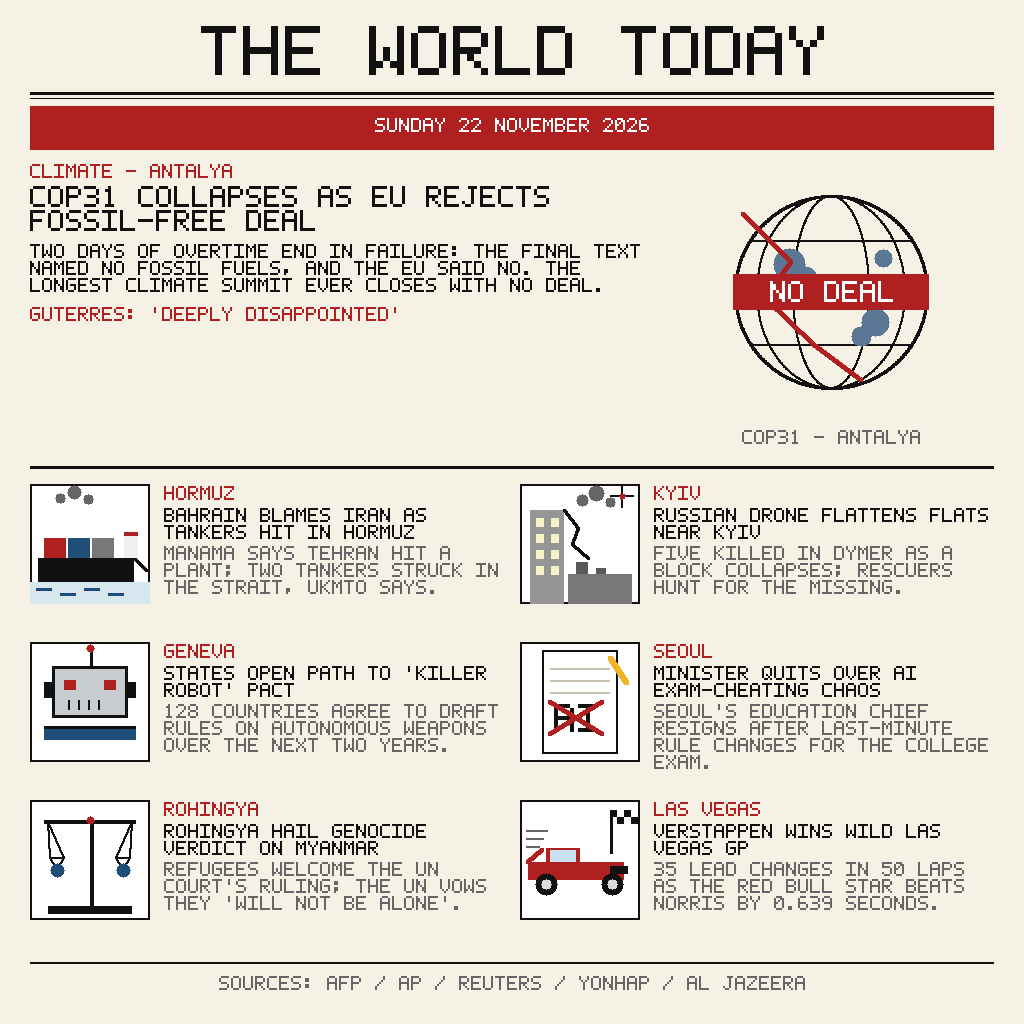 THE WORLD TODAY
SUNDAY 22 NOVEMBER 2026
CLIMATE - ANTALYA
COP31 COLLAPSES AS EU REJECTS
FOSSIL-FREE DEAL
TWO DAYS OF OVERTIME END IN FAILURE: THE FINAL TEXT
NAMED NO FOSSIL FUELS, AND THE EU SAID NO. THE
LONGEST CLIMATE SUMMIT EVER CLOSES WITH NO DEAL.
GUTERRES: 'DEEPLY DISAPPOINTED'
NO DEAL
COP31 - ANTALYA
HORMUZ
BAHRAIN BLAMES IRAN AS
TANKERS HIT IN HORMUZ
MANAMA SAYS TEHRAN HIT A
PLANT; TWO TANKERS STRUCK IN
THE STRAIT, UKMTO SAYS.
KYIV
RUSSIAN DRONE FLATTENS FLATS
NEAR KYIV
FIVE KILLED IN DYMER AS A
BLOCK COLLAPSES; RESCUERS
HUNT FOR THE MISSING.
GENEVA
STATES OPEN PATH TO 'KILLER
ROBOT' PACT
128 COUNTRIES AGREE TO DRAFT
RULES ON AUTONOMOUS WEAPONS
OVER THE NEXT TWO YEARS.
AI
SEOUL
MINISTER QUITS OVER AI
EXAM-CHEATING CHAOS
SEOUL'S EDUCATION CHIEF
RESIGNS AFTER LAST-MINUTE
RULE CHANGES FOR THE COLLEGE
EXAM.
ROHINGYA
ROHINGYA HAIL GENOCIDE
VERDICT ON MYANMAR
REFUGEES WELCOME THE UN
COURT'S RULING; THE UN VOWS
THEY 'WILL NOT BE ALONE'.
LAS VEGAS
VERSTAPPEN WINS WILD LAS
VEGAS GP
35 LEAD CHANGES IN 50 LAPS
AS THE RED BULL STAR BEATS
NORRIS BY 0.639 SECONDS.
SOURCES: AFP / AP / REUTERS / YONHAP / AL JAZEERA